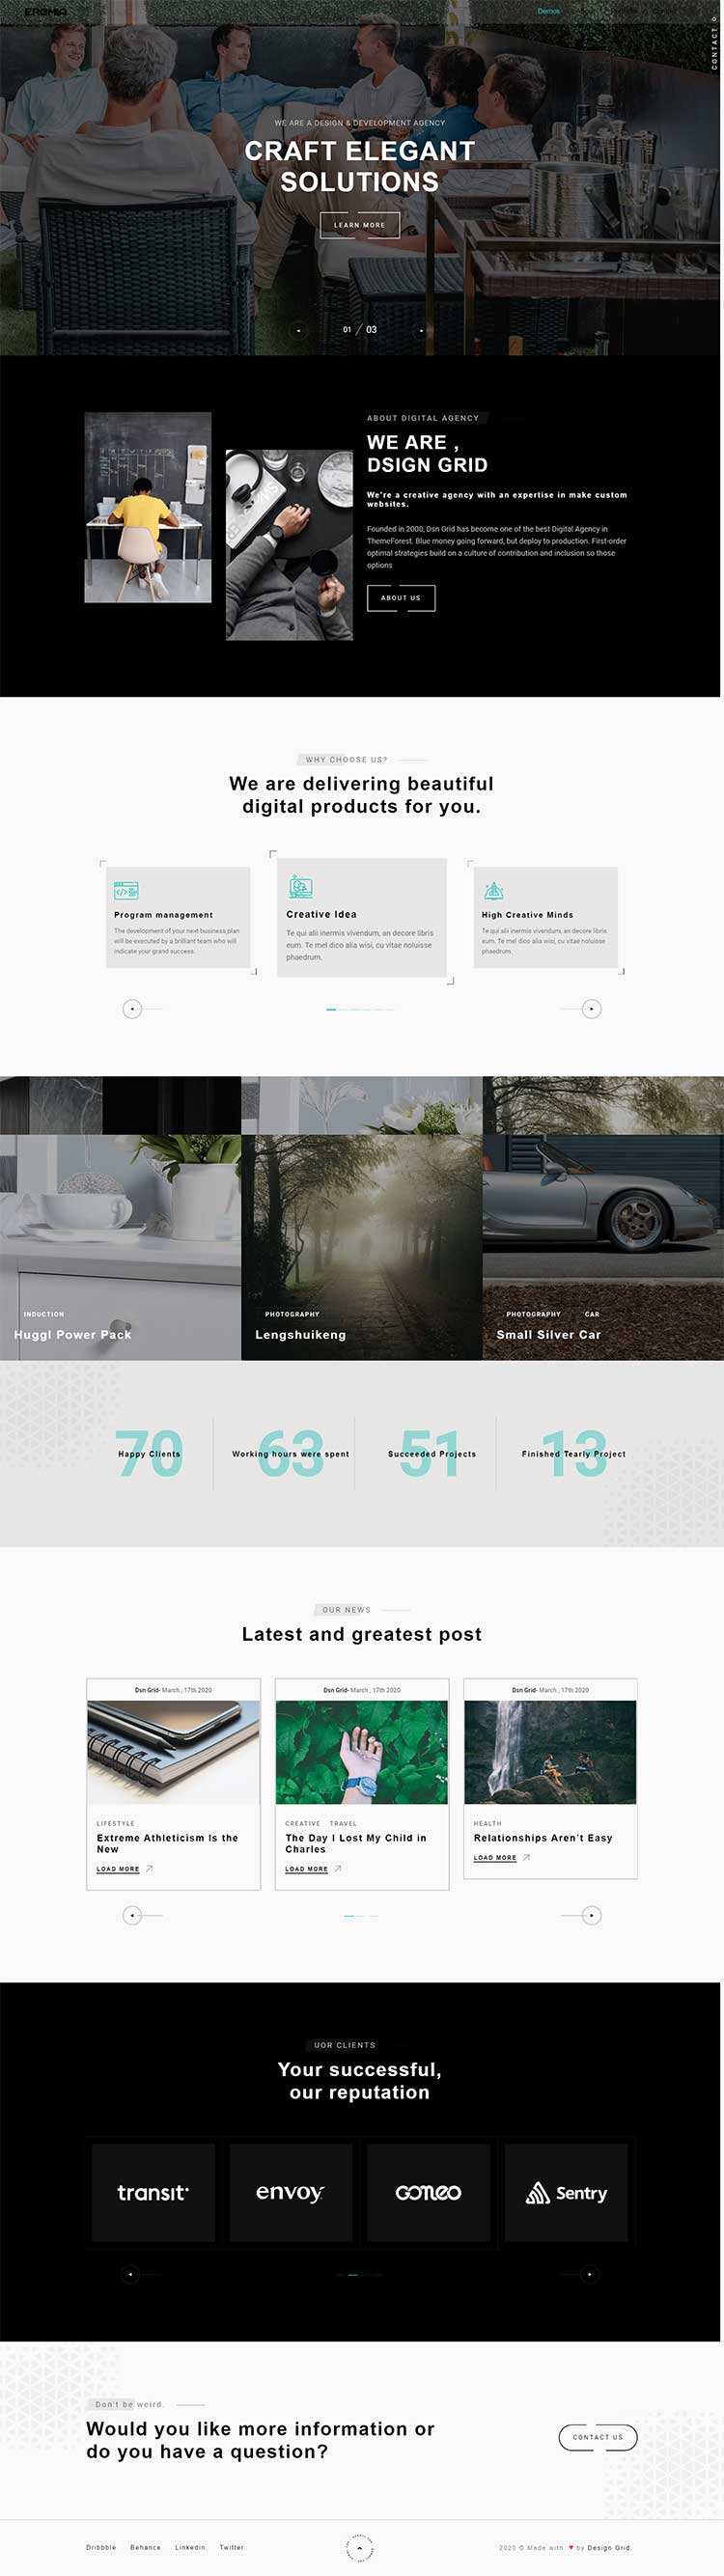 EREMIA
Demos
CONTACT
WE ARE A DESIGN & DEVELOPMENT AGENCY
CRAFT ELEGANT
SOLUTIONS
LEARN MORE
01 / 03
ABOUT DIGITAL AGENCY
WE ARE ,
DSIGN GRID
We're a creative agency with an expertise in make custom
websites.
Founded in 2000, Dsn Grid has become one of the best Digital Agency in
ThemeForest. Blue money going forward, but deploy to production. First-order
optimal strategies build on a culture of contribution and inclusion so those
options
ABOUT US
WHY CHOOSE US?
We are delivering beautiful
digital products for you.
Program management
The development of your next business plan
will be executed by a brilliant team who will
indicate your grand success.
Creative Idea
Te qui alii inermis vivendum, an decore libris
eum. Te mel dico alia wisi, cu vitae noluisse
phaedrum.
High Creative Minds
Te qui alii inermis vivendum, an decore libris
eum. Te mel dico alia wisi, cu vitae noluisse
phaedrum.
INDUCTION
Huggl Power Pack
PHOTOGRAPHY
Lengshuikeng
PHOTOGRAPHY CAR
Small Silver Car
70
Happy Clients
63
Working hours were spent
51
Succeeded Projects
13
Finished Tearly Project
OUR NEWS
Latest and greatest post
Dsn Grid- March , 17th 2020
LIFESTYLE
Extreme Athleticism Is the
New
LOAD MORE
Dsn Grid- March , 17th 2020
CREATIVE TRAVEL
The Day I Lost My Child in
Charles
LOAD MORE
Dsn Grid- March , 17th 2020
HEALTH
Relationships Aren't Easy
LOAD MORE
UOR CLIENTS
Your successful,
our reputation
transit
envoy
Sentry
Don't be weird.
Would you like more information or
do you have a question?
CONTACT US
Dribbble Behance Linkedin Twitter
2020 © Made with ♥ by Design Grid.